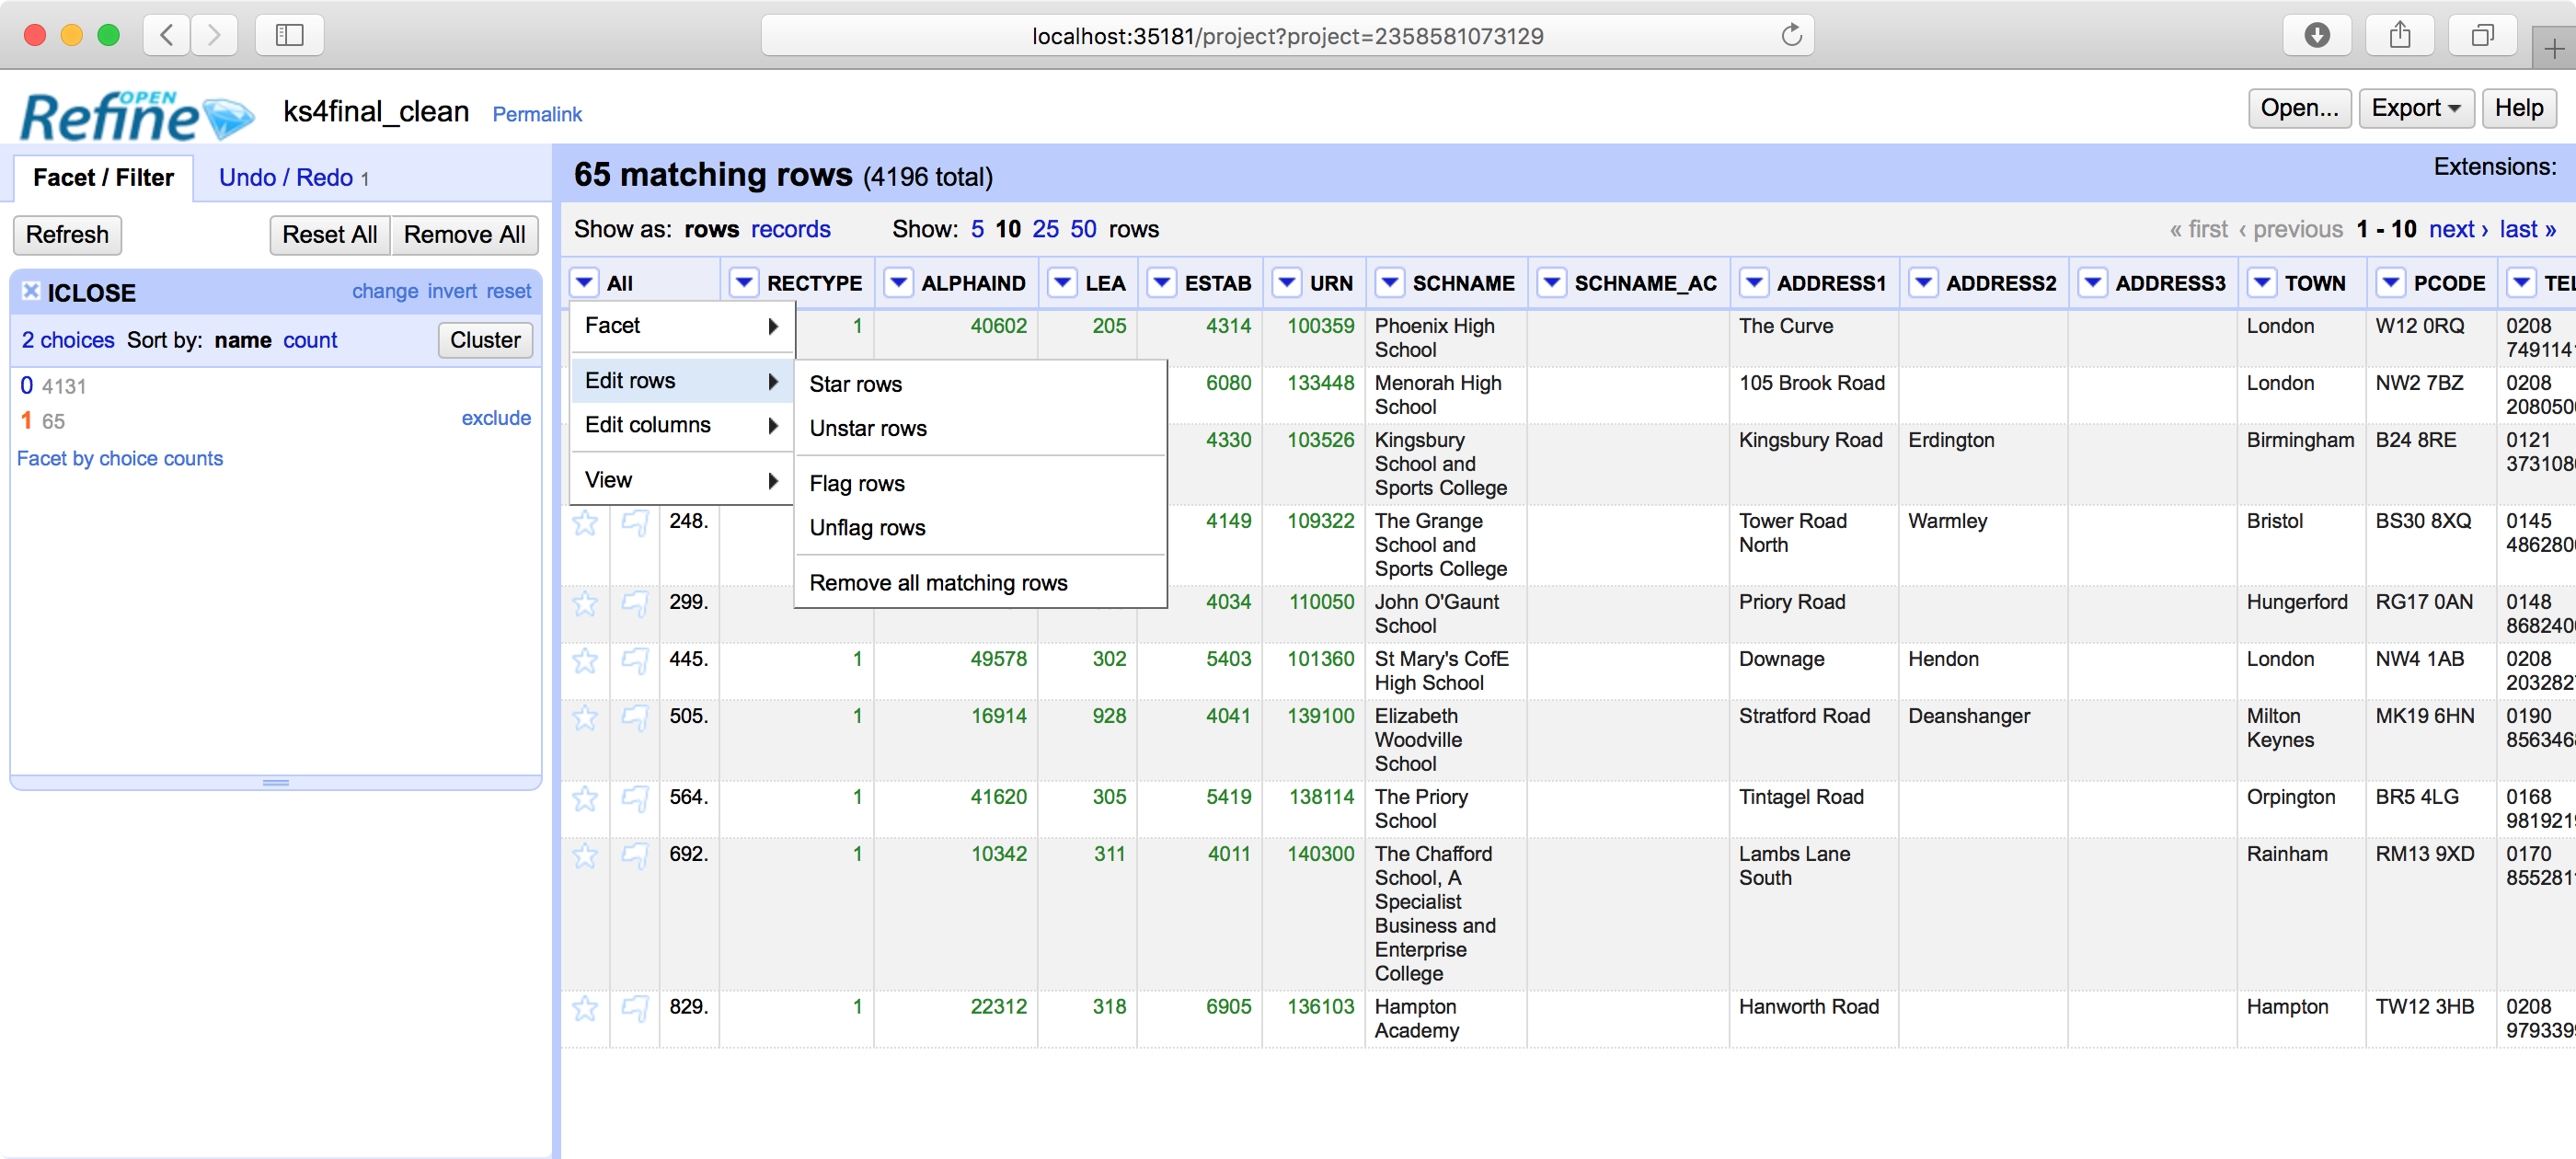 localhost:35181/project?project=2358581073129
OPEN
Refine
ks4final_clean Permalink
Open... Export Help
Facet / Filter Undo / Redo 1
65 matching rows (4196 total) Extensions:
Refresh Reset All Remove All
Show as: rows records Show: 5 10 25 50 rows
« first ‹ previous 1 - 10 next › last »
ICLOSE change invert reset
2 choices Sort by: name count Cluster
0 4131
1 65 exclude
Facet by choice counts
All RECTYPE ALPHAIND LEA ESTAB URN SCHNAME SCHNAME_AC ADDRESS1 ADDRESS2 ADDRESS3 TOWN PCODE TEL
Facet
Edit rows
Edit columns
View
Star rows
Unstar rows
Flag rows
Unflag rows
Remove all matching rows
1 40602 205 4314 100359 Phoenix High The Curve London W12 0RQ 0208
School 749114
6080 133448 Menorah High 105 Brook Road London NW2 7BZ 0208
School 208050
4330 103526 Kingsbury Kingsbury Road Erdington Birmingham B24 8RE 0121
School and 373108
Sports College
248. 4149 109322 The Grange Tower Road Warmley Bristol BS30 8XQ 0145
School and North 486280
Sports College
299. 4034 110050 John O'Gaunt Priory Road Hungerford RG17 0AN 0148
School 868240
445. 1 49578 302 5403 101360 St Mary's CofE Downage Hendon London NW4 1AB 0208
High School 203282
505. 1 16914 928 4041 139100 Elizabeth Stratford Road Deanshanger Milton MK19 6HN 0190
Woodville Keynes 856346
School
564. 1 41620 305 5419 138114 The Priory Tintagel Road Orpington BR5 4LG 0168
School 981921
692. 1 10342 311 4011 140300 The Chafford Lambs Lane Rainham RM13 9XD 0170
School, A South 855281
Specialist
Business and
Enterprise
College
829. 1 22312 318 6905 136103 Hampton Hanworth Road Hampton TW12 3HB 0208
Academy 979339